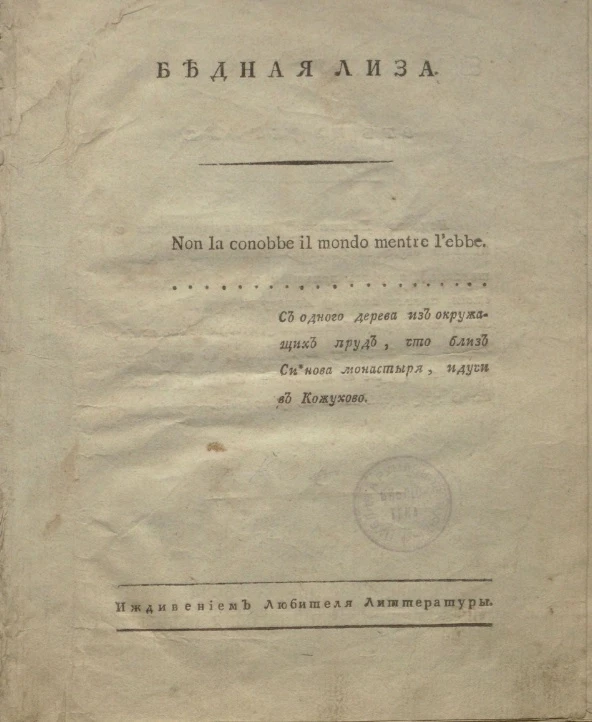 БѢДНАЯ ЛИЗА.
Non la conobbe il mondo mentre l'ebbe.
Съ одного дерева изъ окружа-
щихъ прудъ, что близъ
Си*нова монастыря, идучи
въ Кожухово.
Иждивеніемъ Любителя Литтературы.